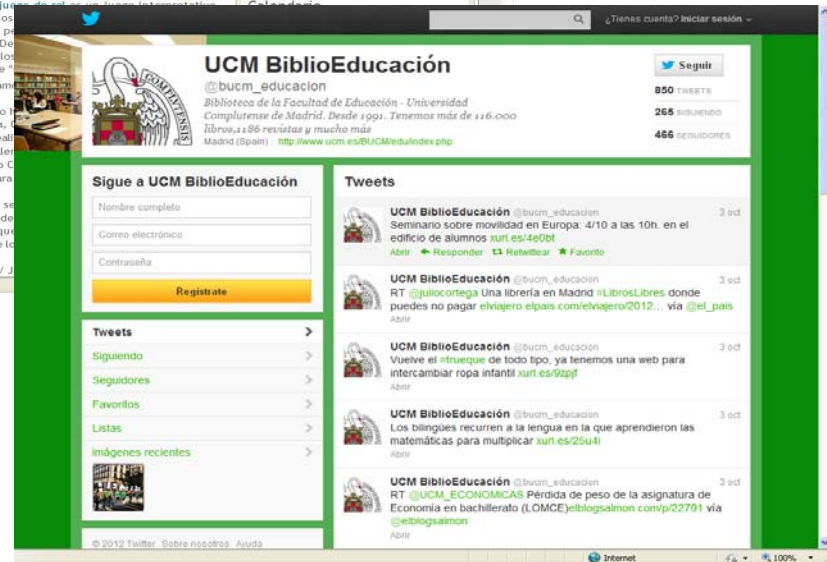 juego de rol es un juego interpretativo
Calendario
¿Tienes cuenta? Iniciar sesión
UCM BiblioEducación
@bucm_educacion
Biblioteca de la Facultad de Educación - Universidad
Complutense de Madrid. Desde 1991. Tenemos más de 116.000
libros,1186 revistas y mucho más
Madrid (Spain) http://www.ucm.es/BUCM/edu/index.php
Seguir
850 TWEETS
265 SIGUIENDO
466 SEGUIDORES
Sigue a UCM BiblioEducación
Nombre completo
Correo electrónico
Contraseña
Regístrate
Tweets
Siguiendo
Seguidores
Favoritos
Listas
Imágenes recientes
© 2012 Twitter Sobre nosotros Ayuda
Tweets
UCM BiblioEducación @bucm_educacion 3 oct
Seminario sobre movilidad en Europa: 4/10 a las 10h. en el
edificio de alumnos xurl.es/4e0bt
Abrir Responder Retwittear Favorito
UCM BiblioEducación @bucm_educacion 3 oct
RT @juliocortega Una librería en Madrid #LibrosLibres donde
puedes no pagar elviajero.elpais.com/elviajero/2012... vía @el_pais
Abrir
UCM BiblioEducación @bucm_educacion 3 oct
Vuelve el #trueque de todo tipo, ya tenemos una web para
intercambiar ropa infantil xurl.es/9zpjf
Abrir
UCM BiblioEducación @bucm_educacion 3 oct
Los bilingües recurren a la lengua en la que aprendieron las
matemáticas para multiplicar xurl.es/25u4i
Abrir
UCM BiblioEducación @bucm_educacion 3 oct
RT @UCM_ECONOMICAS Pérdida de peso de la asignatura de
Economía en bachillerato (LOMCE)elblogsalmon.com/p/22791 vía
@elblogsalmon
Abrir
Internet
100%